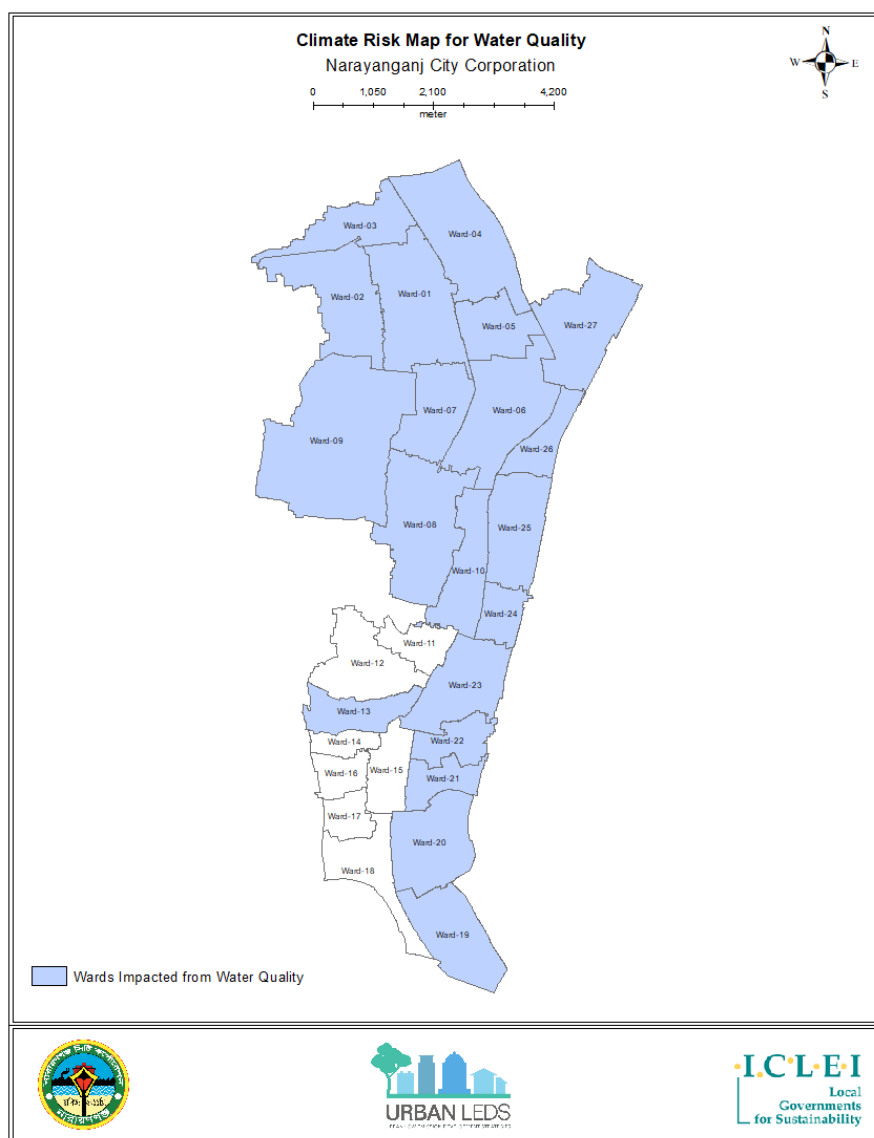 Climate Risk Map for Water Quality
Narayanganj City Corporation
N
W
E
S
0 1,050 2,100 4,200
meter
Ward-03
Ward-04
Ward-02
Ward-01
Ward-05
Ward-27
Ward-07
Ward-06
Ward-09
Ward-26
Ward-08
Ward-25
Ward-10
Ward-24
Ward-11
Ward-12
Ward-23
Ward-13
Ward-14
Ward-22
Ward-15
Ward-16
Ward-21
Ward-17
Ward-20
Ward-18
Ward-19
Wards Impacted from Water Quality
URBAN LEDS
I.C.L.E.I
Local
Governments
for Sustainability